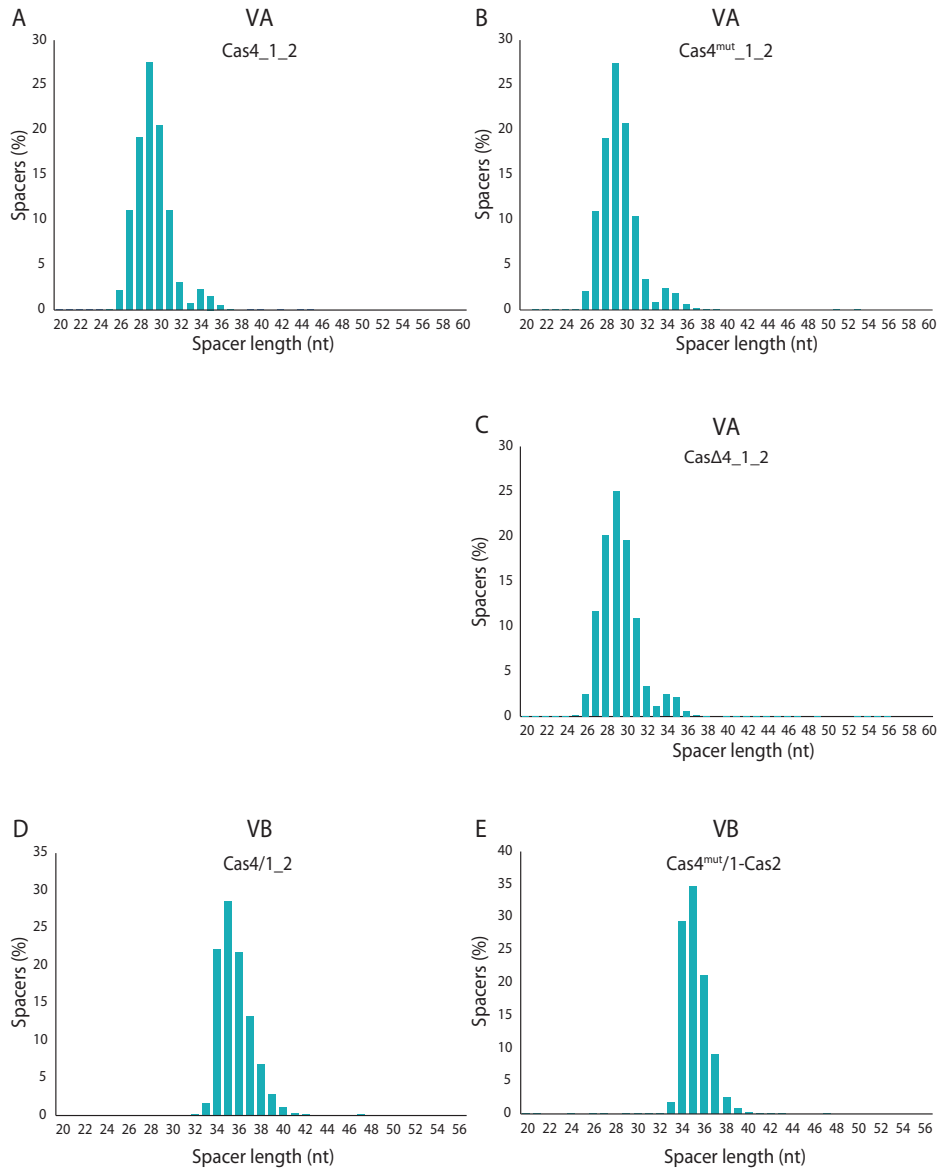 A
VA
Cas4_1_2
30
25
20
15
10
5
0
Spacers (%)
20 22 24 26 28 30 32 34 36 38 40 42 44 46 48 50 52 54 56 58 60
Spacer length (nt)
B
VA
Cas4mut_1_2
30
25
20
15
10
5
0
Spacers (%)
20 22 24 26 28 30 32 34 36 38 40 42 44 46 48 50 52 54 56 58 60
Spacer length (nt)
C
VA
CasΔ4_1_2
30
25
20
15
10
5
0
Spacers (%)
20 22 24 26 28 30 32 34 36 38 40 42 44 46 48 50 52 54 56 58 60
Spacer length (nt)
D
VB
Cas4/1_2
35
30
25
20
15
10
5
0
Spacers (%)
20 22 24 26 28 30 32 34 36 38 40 42 44 46 48 50 52 54 56
Spacer length (nt)
E
VB
Cas4mut/1-Cas2
40
35
30
25
20
15
10
5
0
Spacers (%)
20 22 24 26 28 30 32 34 36 38 40 42 44 46 48 50 52 54 56
Spacer length (nt)